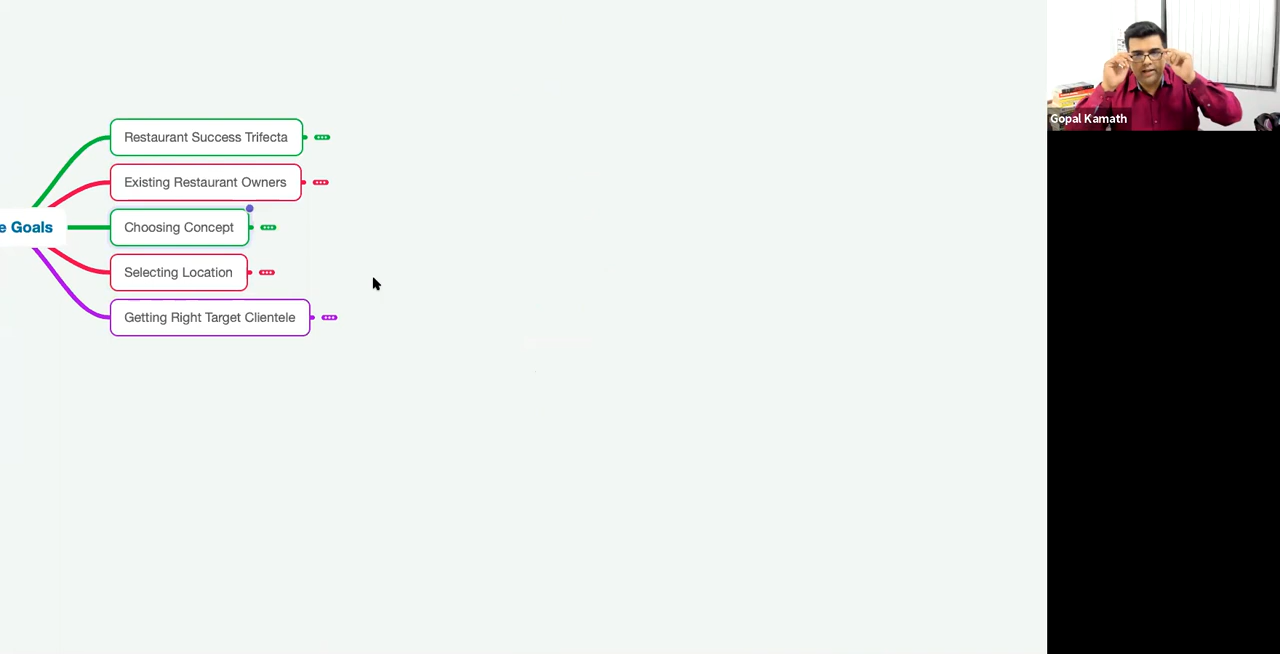 Restaurant Success Trifecta
Existing Restaurant Owners
e Goals
Choosing Concept
Selecting Location
Getting Right Target Clientele
Gopal Kamath